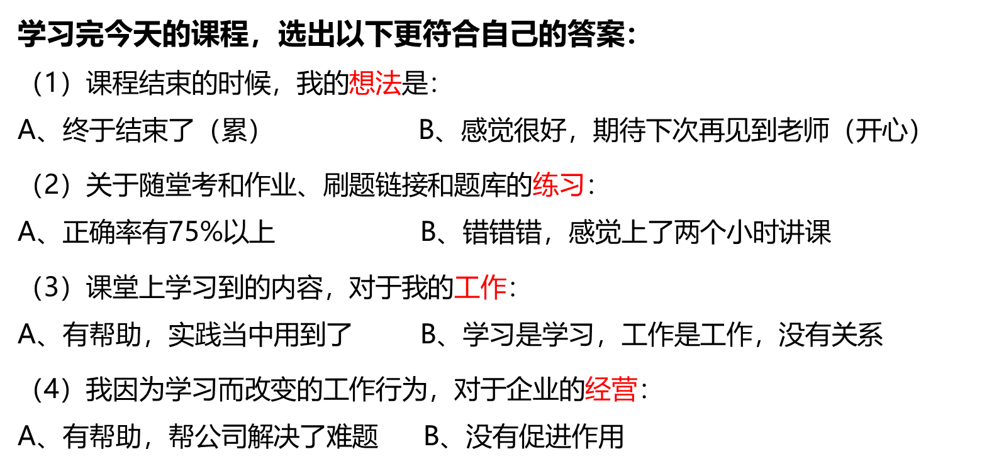 学习完今天的课程，选出以下更符合自己的答案：
（1）课程结束的时候，我的想法是：
A、终于结束了（累） B、感觉很好，期待下次再见到老师（开心）
（2）关于随堂考和作业、刷题链接和题库的练习：
A、正确率有75%以上 B、错错错，感觉上了两个小时讲课
（3）课堂上学习到的内容，对于我的工作：
A、有帮助，实践当中用到了 B、学习是学习，工作是工作，没有关系
（4）我因为学习而改变的工作行为，对于企业的经营：
A、有帮助，帮公司解决了难题 B、没有促进作用